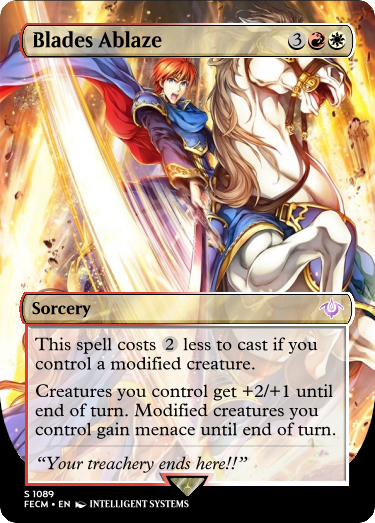 Blades Ablaze 3
Sorcery
This spell costs 2 less to cast if you
control a modified creature.
Creatures you control get +2/+1 until
end of turn. Modified creatures you
control gain menace until end of turn.
“Your treachery ends here!!”
S 1089
FECM • EN INTELLIGENT SYSTEMS